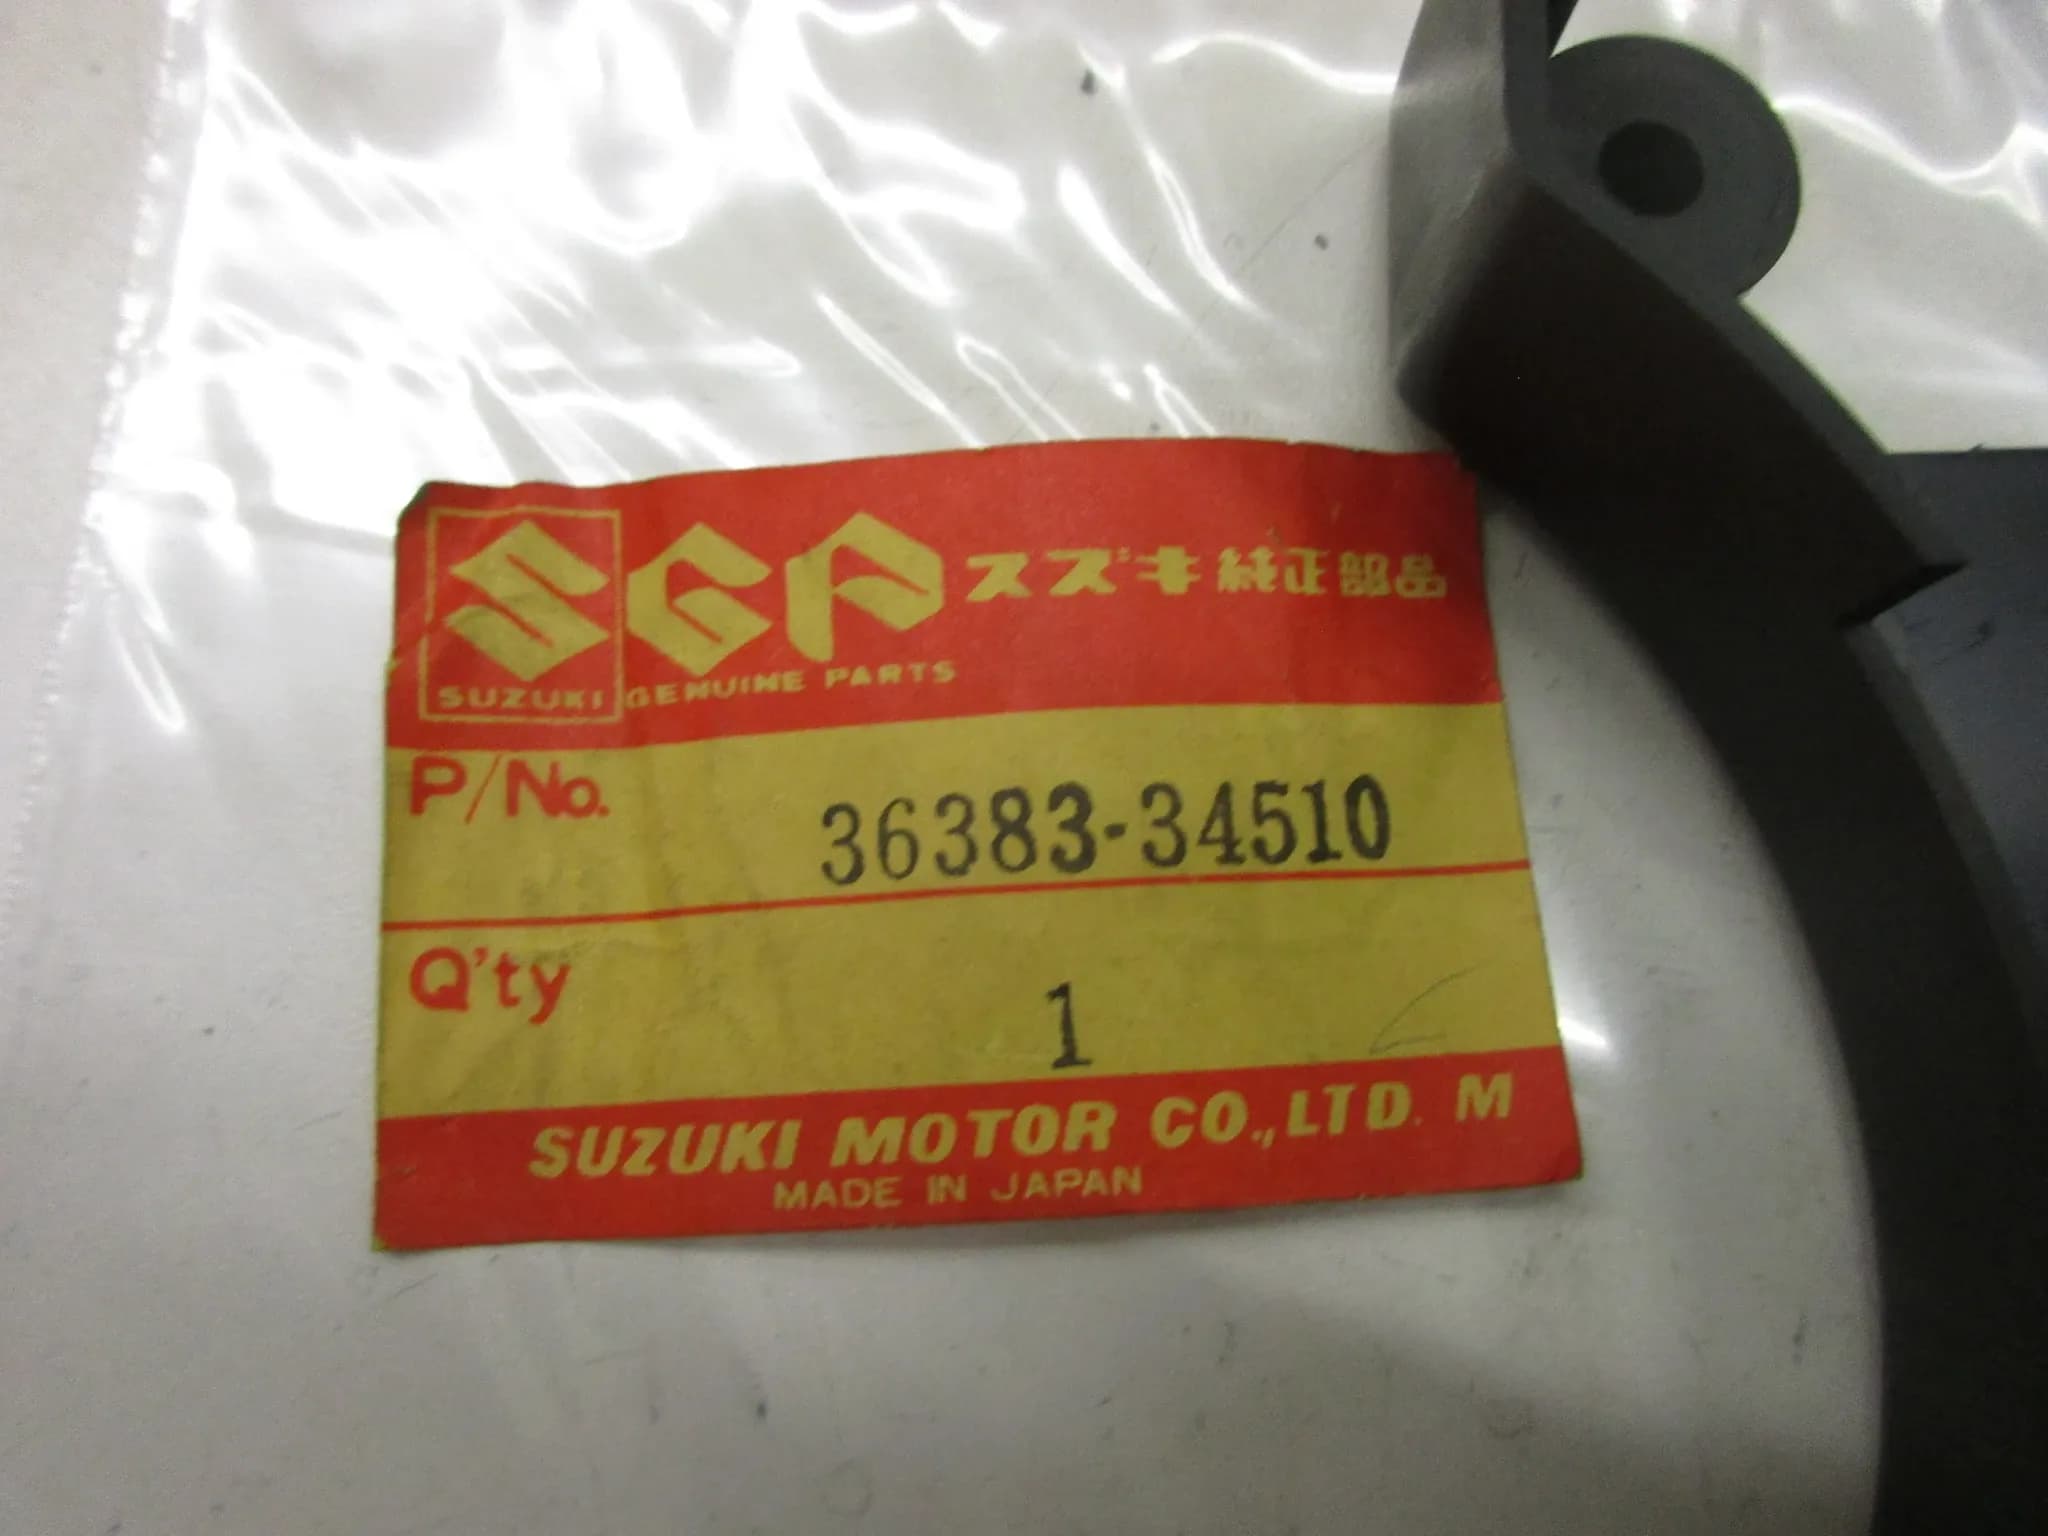 SGP スズキ純正部品
SUZUKI GENUINE PARTS
P/No. 36383-34510
Q'ty 1
SUZUKI MOTOR CO.,LTD. M
MADE IN JAPAN